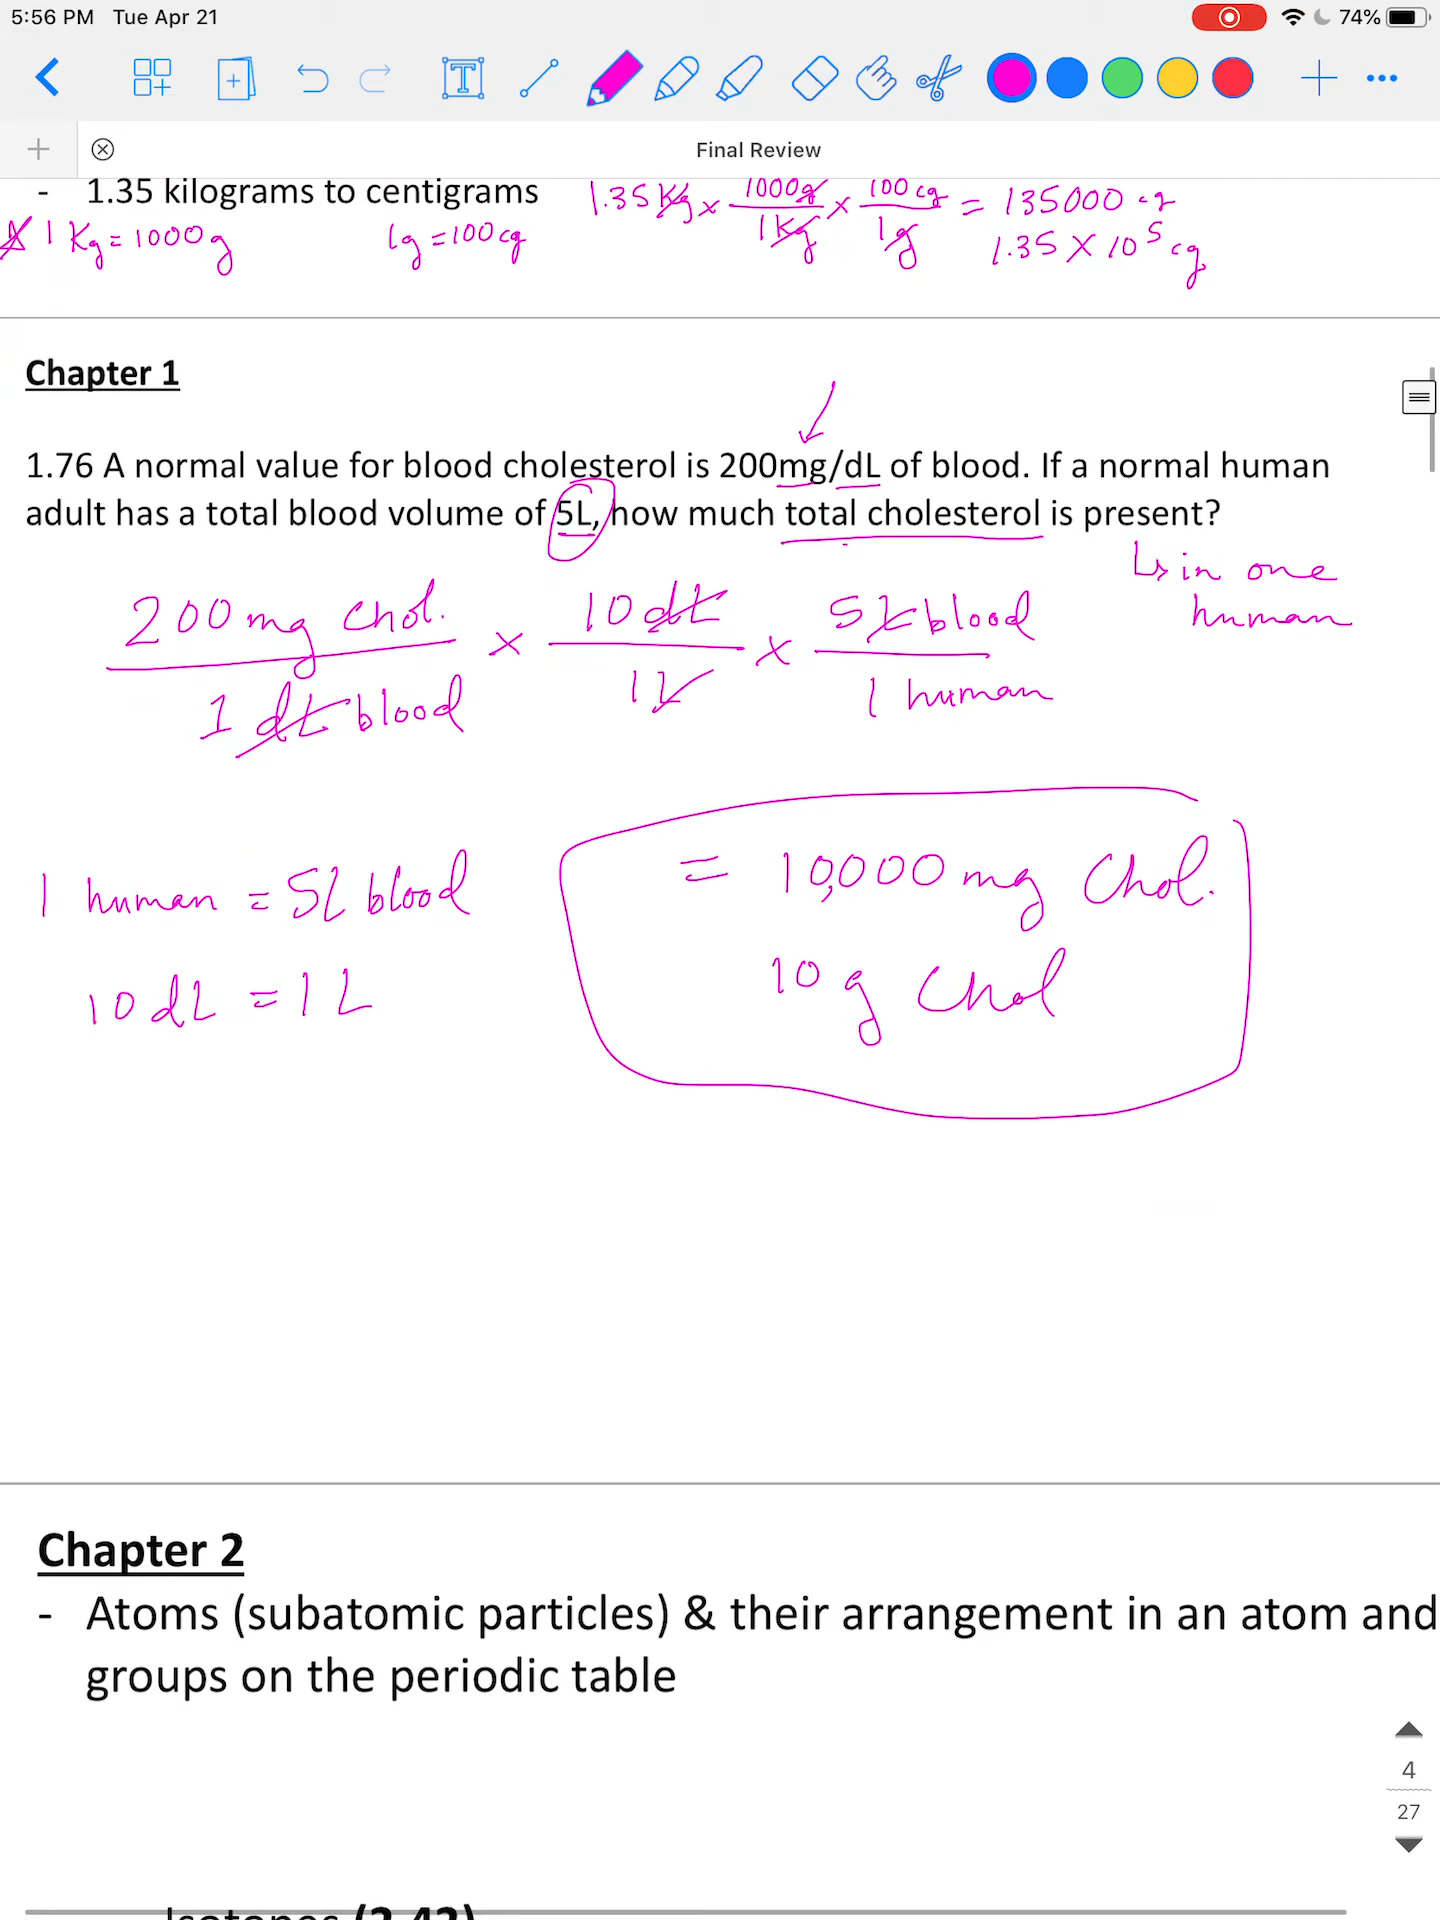 5:56 PM Tue Apr 21 74%
Final Review
- 1.35 kilograms to centigrams 1.35 Kg x 1000g/1Kg x 100 cg/1g = 135000 cg
1 Kg = 1000g 1g = 100 cg 1.35 X 10^5 cg
Chapter 1
1.76 A normal value for blood cholesterol is 200mg/dL of blood. If a normal human
adult has a total blood volume of 5L, how much total cholesterol is present?
↳ in one
human
200 mg Chol. / 1 dL blood x 10 dL / 1L x 5L blood / 1 human
= 10,000 mg Chol.
1 human = 5L blood
10 g Chol
10 dL = 1 L
Chapter 2
- Atoms (subatomic particles) & their arrangement in an atom and
groups on the periodic table
4
27